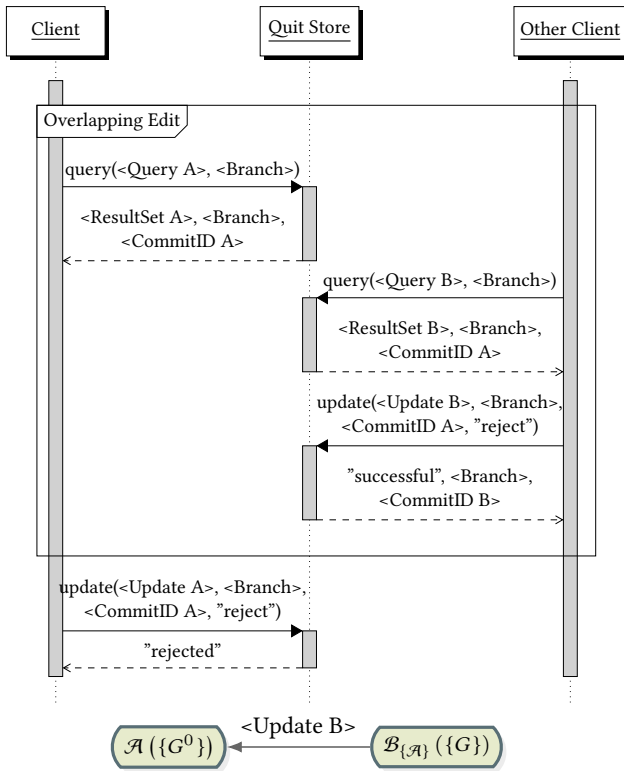 Client
Quit Store
Other Client
Overlapping Edit
query(<Query A>, <Branch>)
<ResultSet A>, <Branch>,
<CommitID A>
query(<Query B>, <Branch>)
<ResultSet B>, <Branch>,
<CommitID A>
update(<Update B>, <Branch>,
<CommitID A>, ”reject”)
”successful”, <Branch>,
<CommitID B>
update(<Update A>, <Branch>,
<CommitID A>, ”reject”)
”rejected”
<Update B>
𝒜 ({G⁰})
ℬ{𝒜} ({G})